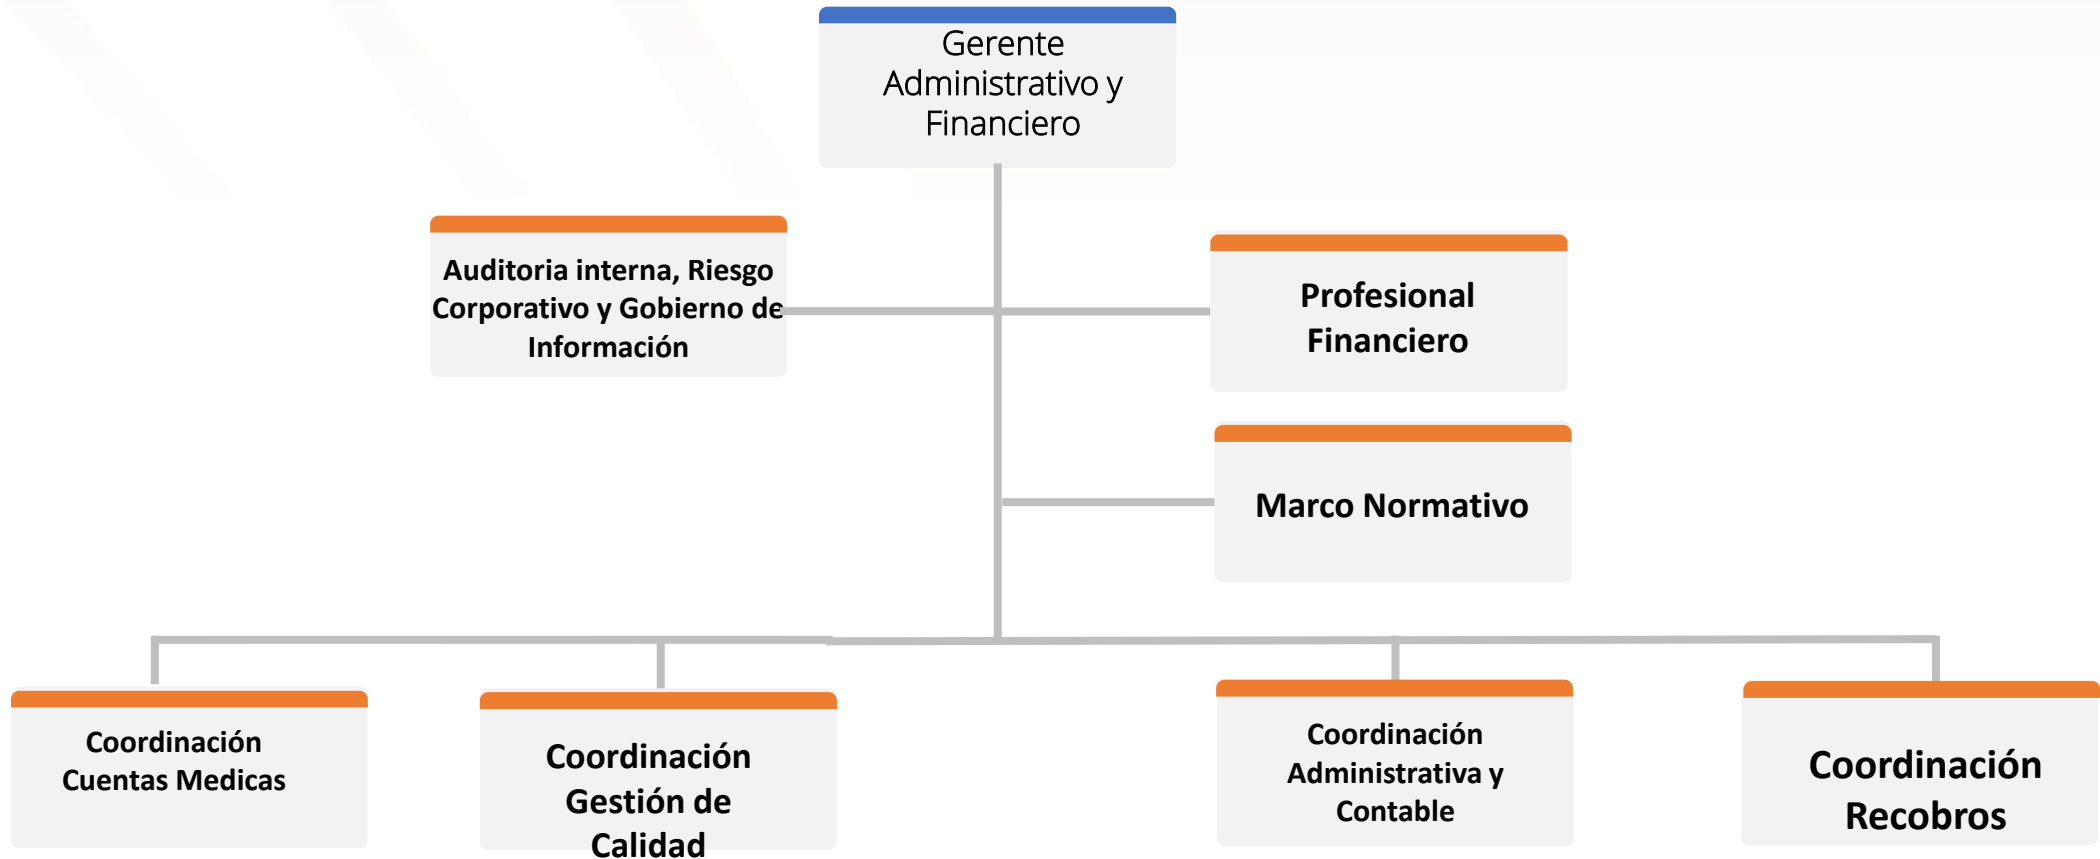 Gerente
Administrativo y
Financiero
Auditoria interna, Riesgo
Corporativo y Gobierno de
Información
Profesional
Financiero
Marco Normativo
Coordinación
Cuentas Medicas
Coordinación
Gestión de
Calidad
Coordinación
Administrativa y
Contable
Coordinación
Recobros